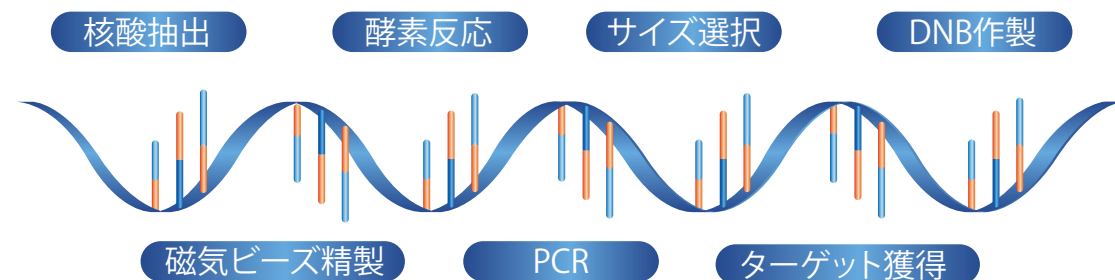 核酸抽出
酵素反応
サイズ選択
DNB作製
磁気ビーズ精製
PCR
ターゲット獲得